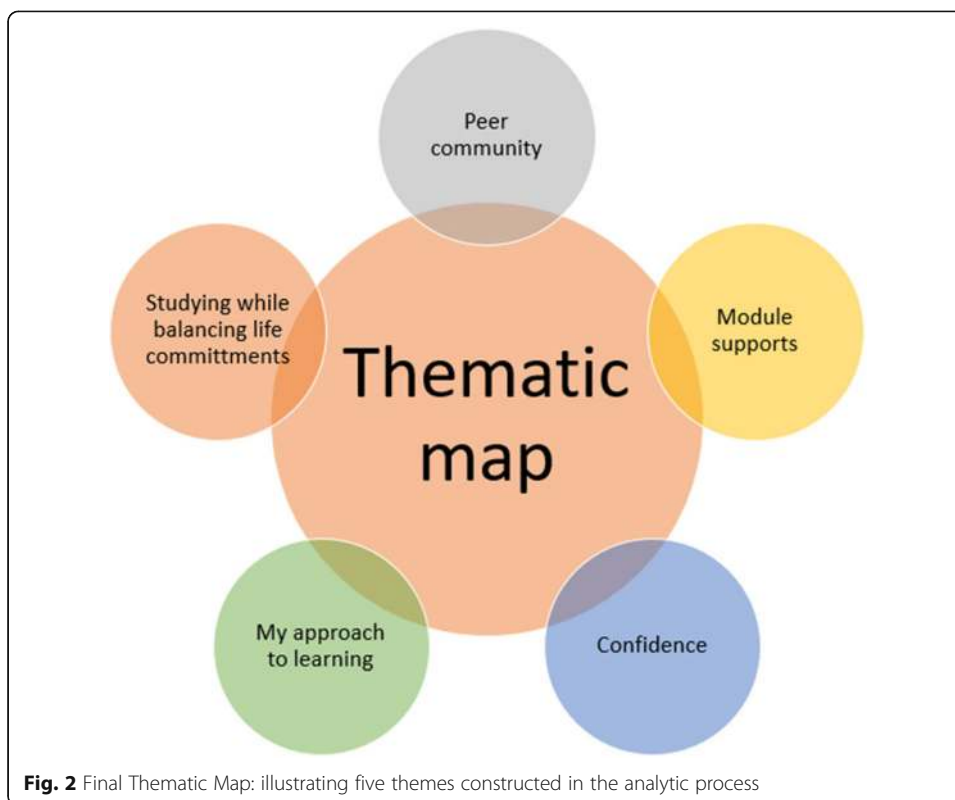 Peer
community
Studying while
balancing life
committments
Module
supports
Thematic
map
My approach
to learning
Confidence
Fig. 2 Final Thematic Map: illustrating five themes constructed in the analytic process